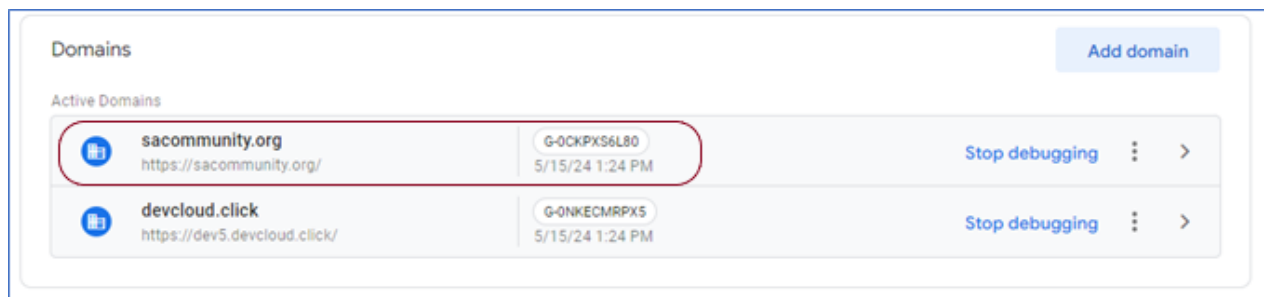 Domains
Add domain
Active Domains
sacommunity.org
https://sacommunity.org/
G-0CKPXS6L80
5/15/24 1:24 PM
Stop debugging
devcloud.click
https://dev5.devcloud.click/
G-0NKECMRPX5
5/15/24 1:24 PM
Stop debugging